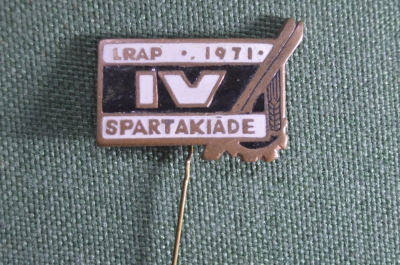 LRAP · 1971 ·
IV
SPARTAKIĀDE